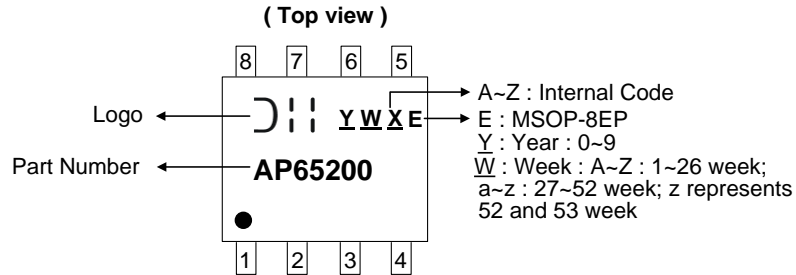 ( Top view )
8 7 6 5
Logo
Y W X E
A~Z : Internal Code
E : MSOP-8EP
Part Number
AP65200
Y : Year : 0~9
W : Week : A~Z : 1~26 week;
a~z : 27~52 week; z represents
52 and 53 week
1 2 3 4